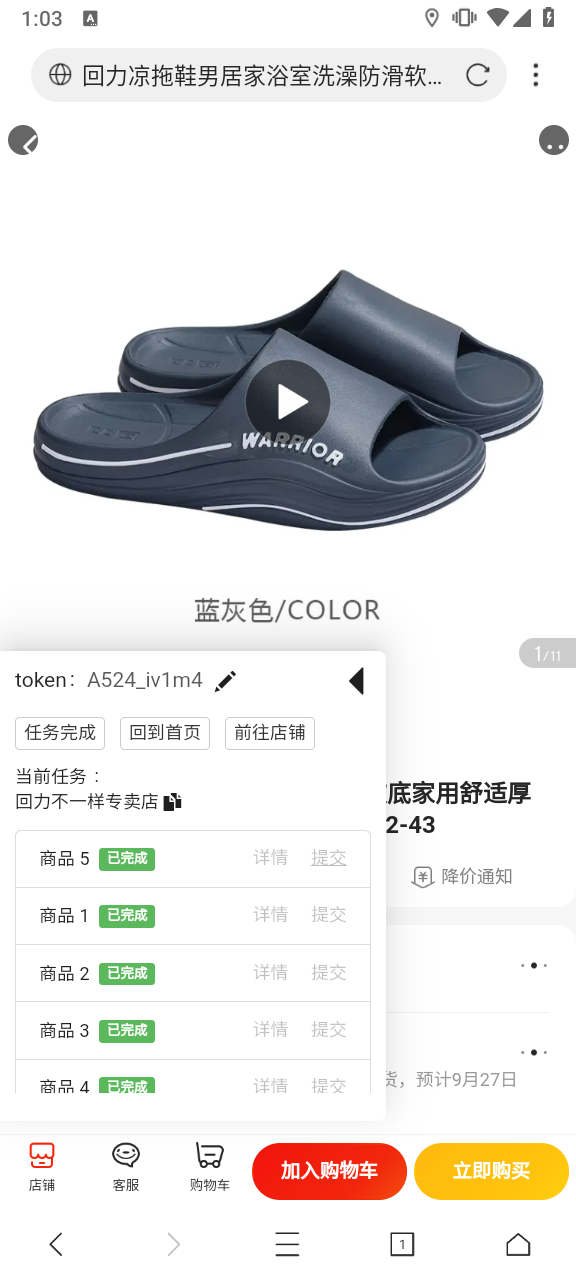 1:03
A
回力凉拖鞋男居家浴室洗澡防滑软...
WARRIOR
蓝灰色/COLOR
1/11
token： A524_iv1m4
任务完成 回到首页 前往店铺
当前任务：
回力不一样专卖店
底家用舒适厚
2-43
降价通知
商品 5 已完成 详情 提交
商品 1 已完成 详情 提交
商品 2 已完成 详情 提交
商品 3 已完成 详情 提交
商品 4 已完成 详情 提交
货，预计9月27日
店铺 客服 购物车 加入购物车 立即购买
1